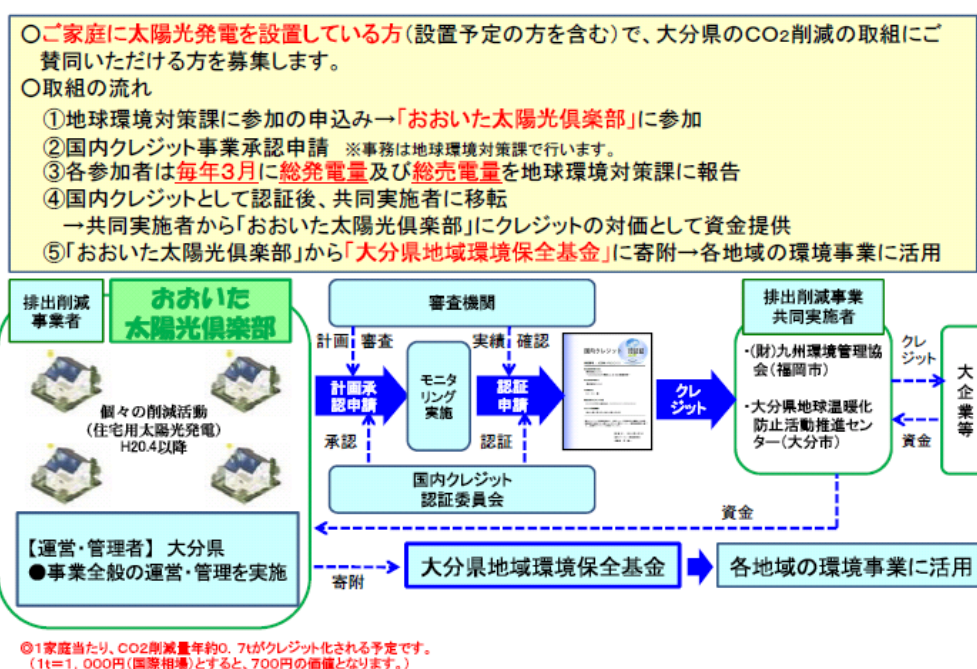 〇ご家庭に太陽光発電を設置している方(設置予定の方を含む)で、大分県のCO2削減の取組にご
賛同いただける方を募集します。
〇取組の流れ
①地球環境対策課に参加の申込み→「おおいた太陽光倶楽部」に参加
②国内クレジット事業承認申請 ※事務は地球環境対策課で行います。
③各参加者は毎年3月に総発電量及び総売電量を地球環境対策課に報告
④国内クレジットとして認証後、共同実施者に移転
→共同実施者から「おおいた太陽光倶楽部」にクレジットの対価として資金提供
⑤「おおいた太陽光倶楽部」から「大分県地域環境保全基金」に寄附→各地域の環境事業に活用
排出削減
事業者
おおいた
太陽光倶楽部
個々の削減活動
(住宅用太陽光発電)
H20.4以降
【運営・管理者】 大分県
●事業全般の運営・管理を実施
審査機関
計画 審査
実績 確認
計画承
認申請
モニタ
リング
実施
認証
申請
承認
認証
国内クレジット
認証委員会
国内クレジット 認証証
クレ
ジット
排出削減事業
共同実施者
・(財)九州環境管理協
会(福岡市)
・大分県地球温暖化
防止活動推進セン
ター(大分市)
クレ
ジット
資金
大企業等
資金
寄附
大分県地域環境保全基金
各地域の環境事業に活用
◎1家庭当たり、CO2削減量年約0.7tがクレジット化される予定です。
(1t=1,000円(国際相場)とすると、700円の価値となります。)